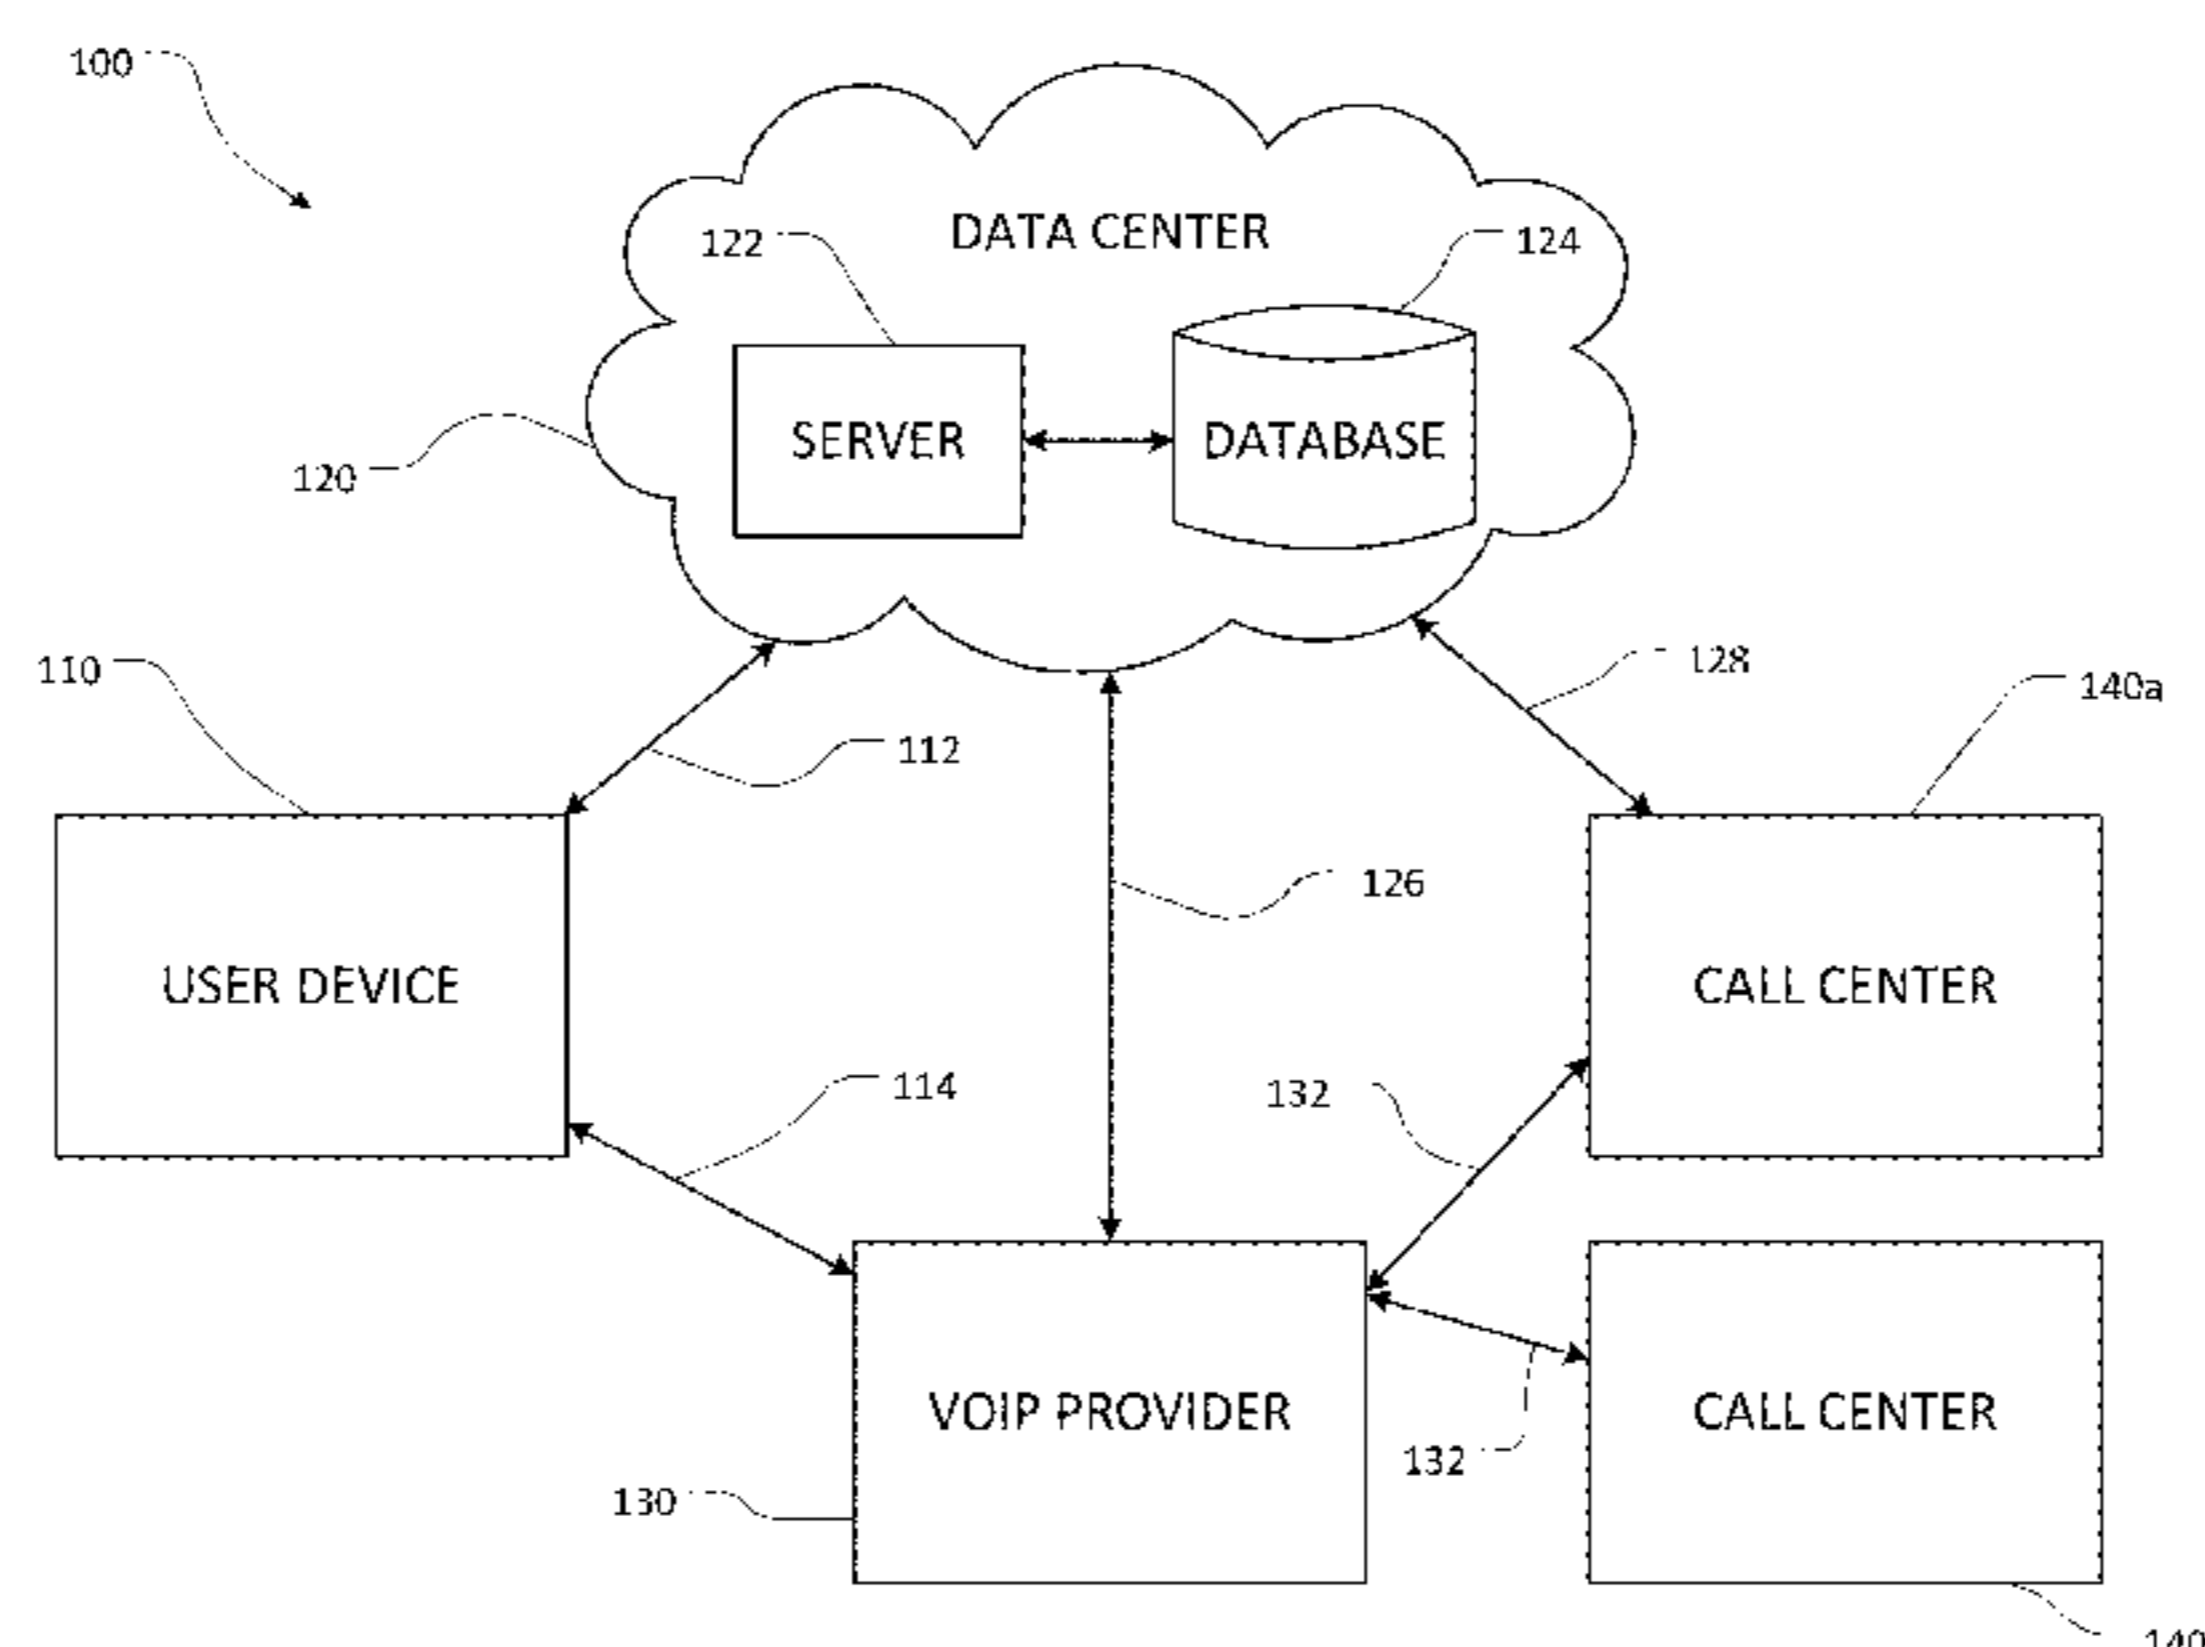 100
DATA CENTER
122
124
SERVER
DATABASE
120
110
128
140a
112
126
USER DEVICE
CALL CENTER
114
132
VOIP PROVIDER
CALL CENTER
132
130